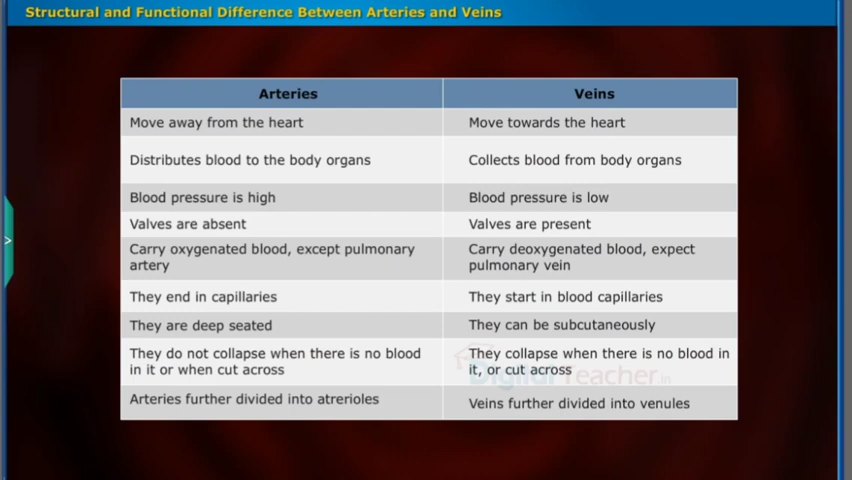 Structural and Functional Difference Between Arteries and Veins
Arteries Veins
Move away from the heart Move towards the heart
Distributes blood to the body organs Collects blood from body organs
Blood pressure is high Blood pressure is low
Valves are absent Valves are present
Carry oxygenated blood, except pulmonary
artery
Carry deoxygenated blood, expect
pulmonary vein
They end in capillaries They start in blood capillaries
They are deep seated They can be subcutaneously
They do not collapse when there is no blood
in it or when cut across
They collapse when there is no blood in
it, or cut across
Digital Teacher.in
Arteries further divided into atrerioles Veins further divided into venules
>